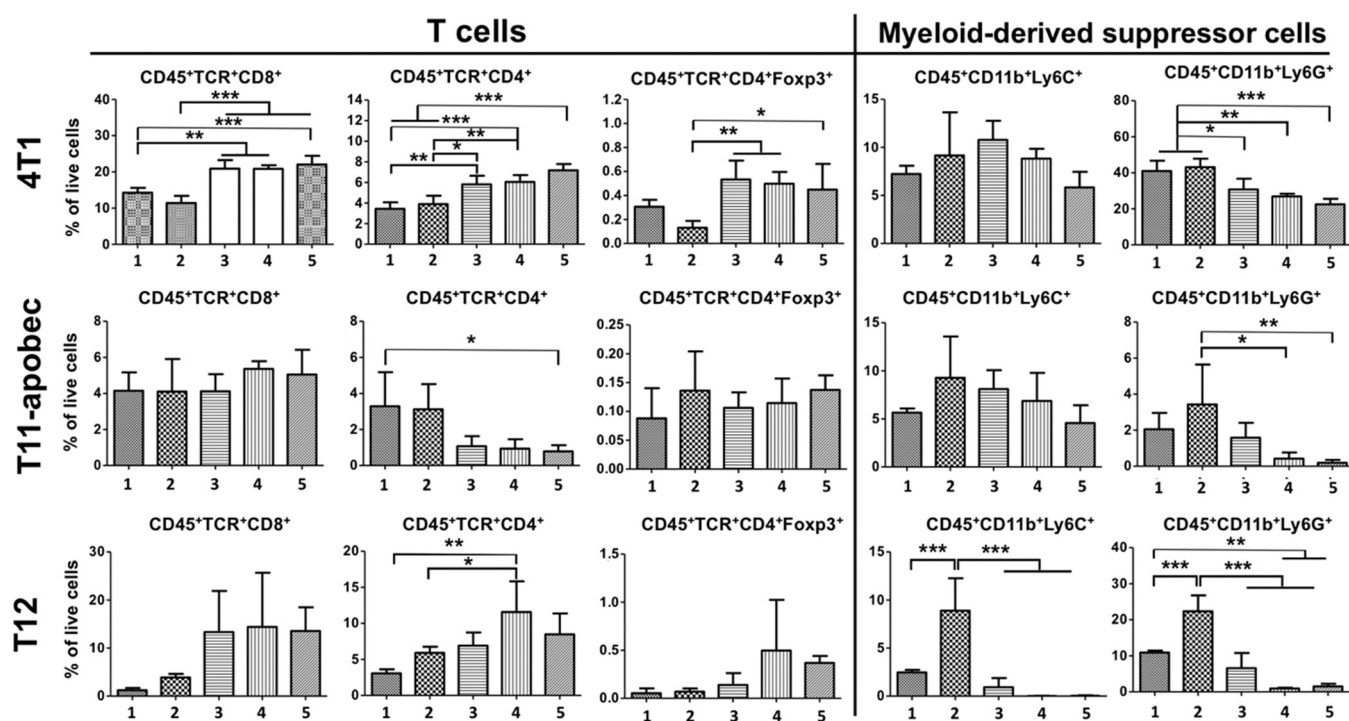 T cells
Myeloid-derived suppressor cells
4T1
CD45⁺TCR⁺CD8⁺
% of live cells
40
30
20
10
0
***
***
**
1 2 3 4 5
CD45⁺TCR⁺CD4⁺
14
12
10
8
6
4
2
0
***
***
**
*
**
1 2 3 4 5
CD45⁺TCR⁺CD4⁺Foxp3⁺
1.2
1.0
0.8
0.6
0.4
0.2
0.0
*
**
1 2 3 4 5
CD45⁺CD11b⁺Ly6C⁺
15
10
5
0
1 2 3 4 5
CD45⁺CD11b⁺Ly6G⁺
80
60
40
20
0
***
**
*
1 2 3 4 5
T11-apobec
CD45⁺TCR⁺CD8⁺
% of live cells
8
6
4
2
0
1 2 3 4 5
CD45⁺TCR⁺CD4⁺
8
6
4
2
0
*
1 2 3 4 5
CD45⁺TCR⁺CD4⁺Foxp3⁺
0.25
0.20
0.15
0.10
0.05
0.00
1 2 3 4 5
CD45⁺CD11b⁺Ly6C⁺
15
10
5
0
1 2 3 4 5
CD45⁺CD11b⁺Ly6G⁺
8
6
4
2
0
**
*
1 2 3 4 5
T12
CD45⁺TCR⁺CD8⁺
% of live cells
30
20
10
0
1 2 3 4 5
CD45⁺TCR⁺CD4⁺
20
15
10
5
0
**
*
1 2 3 4 5
CD45⁺TCR⁺CD4⁺Foxp3⁺
1.5
1.0
0.5
0.0
1 2 3 4 5
CD45⁺CD11b⁺Ly6C⁺
15
10
5
0
*** ***
1 2 3 4 5
CD45⁺CD11b⁺Ly6G⁺
40
30
20
10
0
**
*** ***
1 2 3 4 5